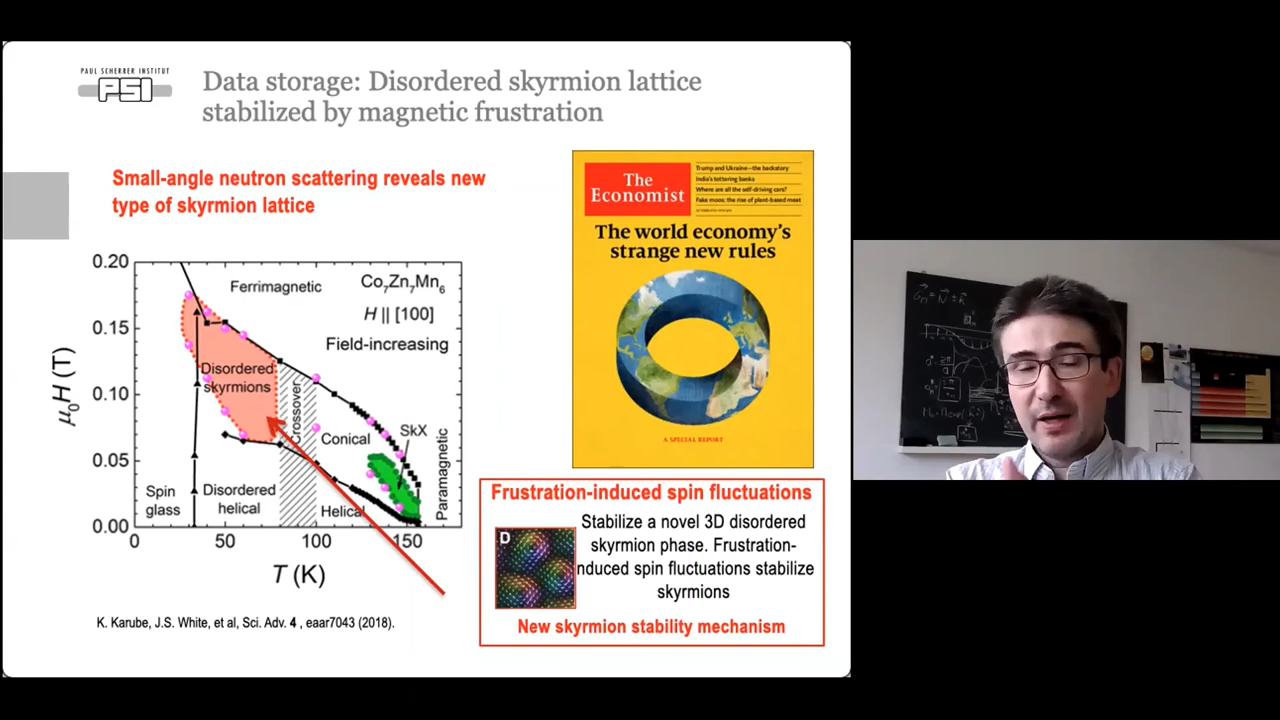 PAUL SCHERRER INSTITUT
PSI
Data storage: Disordered skyrmion lattice
stabilized by magnetic frustration
Small-angle neutron scattering reveals new
type of skyrmion lattice
0.20
0.15
0.10
0.05
0.00
μ₀H (T)
Ferrimagnetic
Co₇Zn₇Mn₆
H || [100]
Field-increasing
Disordered
skyrmions
Crossover
Conical
SkX
Paramagnetic
Spin
glass
Disordered
helical
Helical
0
50
100
150
T (K)
K. Karube, J.S. White, et al, Sci. Adv. 4 , eaar7043 (2018).
The
Economist
Trump and Ukraine—the backstory
India's tottering banks
Where are all the self-driving cars?
Fake moos: the rise of plant-based meat
The world economy's
strange new rules
A SPECIAL REPORT
Frustration-induced spin fluctuations
D
Stabilize a novel 3D disordered
skyrmion phase. Frustration-
nduced spin fluctuations stabilize
skyrmions
New skyrmion stability mechanism